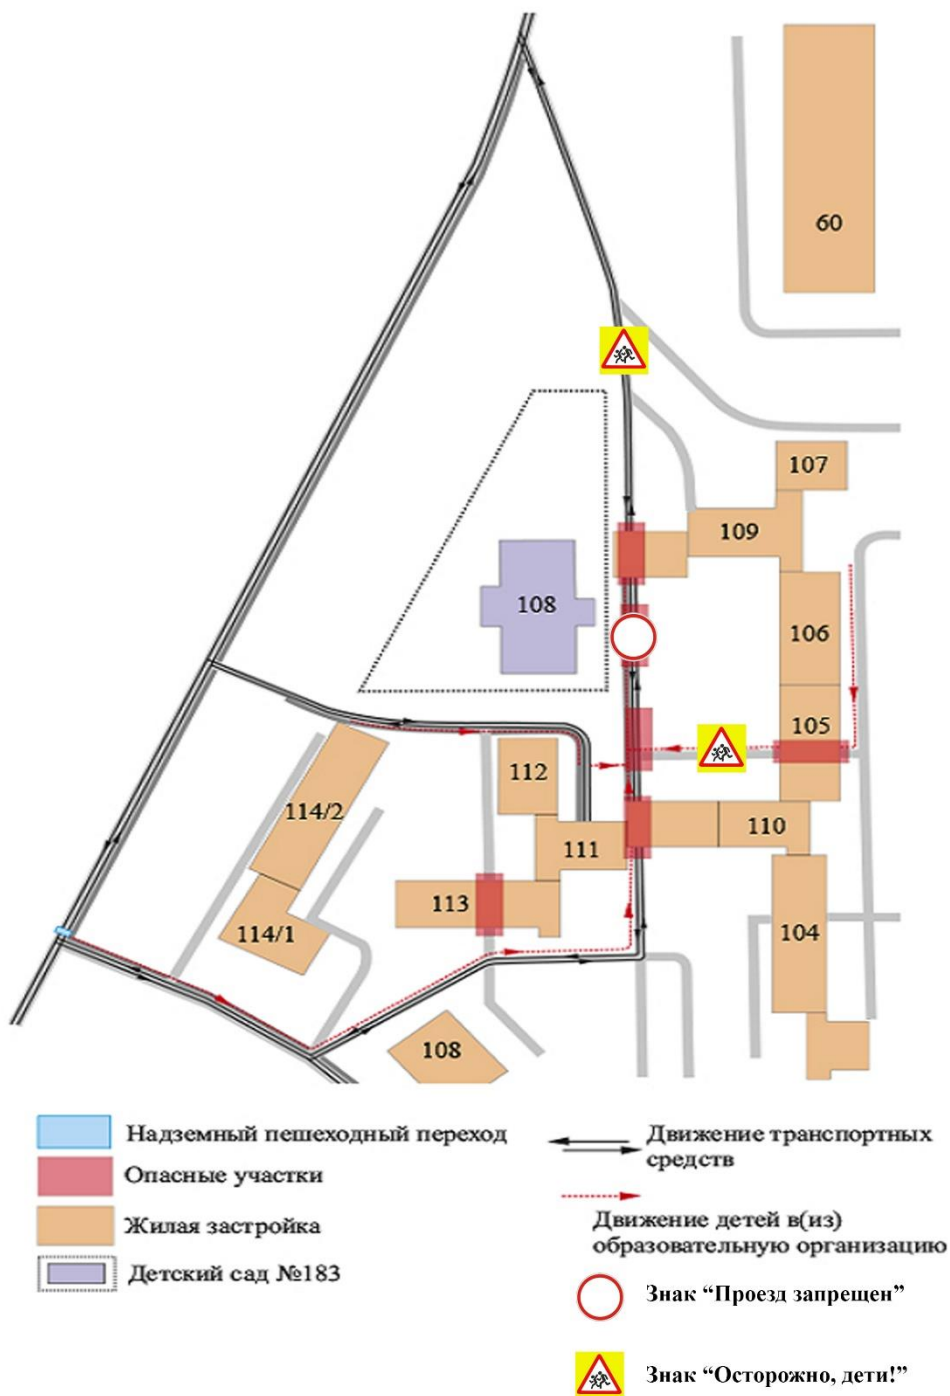 60
107
109
108
106
105
112
114/2
110
111
113
114/1
104
108
Надземный пешеходный переход
Опасные участки
Жилая застройка
Детский сад №183
Движение транспортных
средств
Движение детей в(из)
образовательную организацию
Знак “Проезд запрещен”
Знак “Осторожно, дети!”